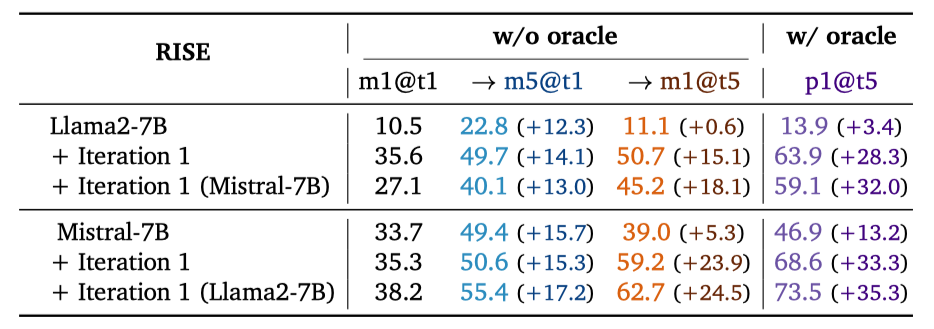 RISE w/o oracle w/ oracle
m1@t1 → m5@t1 → m1@t5 p1@t5
Llama2-7B 10.5 22.8 (+12.3) 11.1 (+0.6) 13.9 (+3.4)
+ Iteration 1 35.6 49.7 (+14.1) 50.7 (+15.1) 63.9 (+28.3)
+ Iteration 1 (Mistral-7B) 27.1 40.1 (+13.0) 45.2 (+18.1) 59.1 (+32.0)
Mistral-7B 33.7 49.4 (+15.7) 39.0 (+5.3) 46.9 (+13.2)
+ Iteration 1 35.3 50.6 (+15.3) 59.2 (+23.9) 68.6 (+33.3)
+ Iteration 1 (Llama2-7B) 38.2 55.4 (+17.2) 62.7 (+24.5) 73.5 (+35.3)